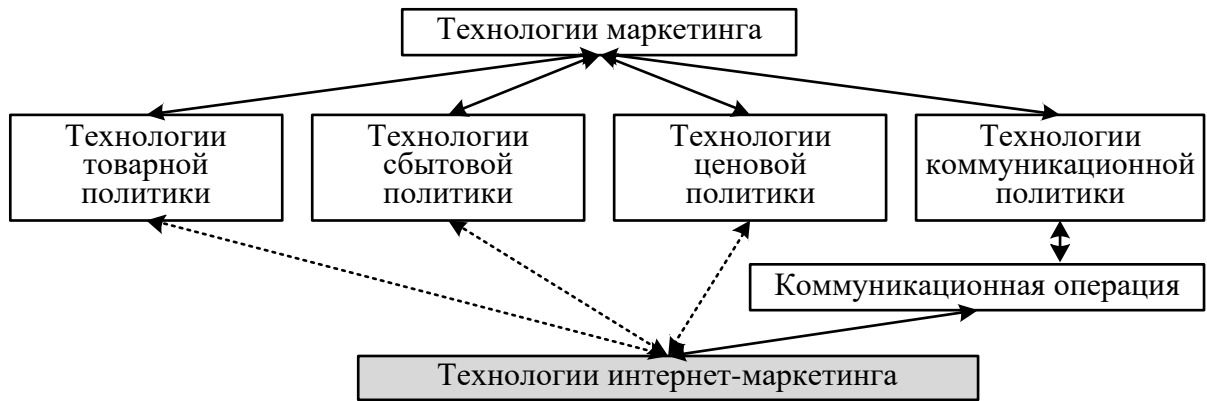 Технологии маркетинга
Технологии
товарной
политики
Технологии
сбытовой
политики
Технологии
ценовой
политики
Технологии
коммуникационной
политики
Коммуникационная операция
Технологии интернет-маркетинга